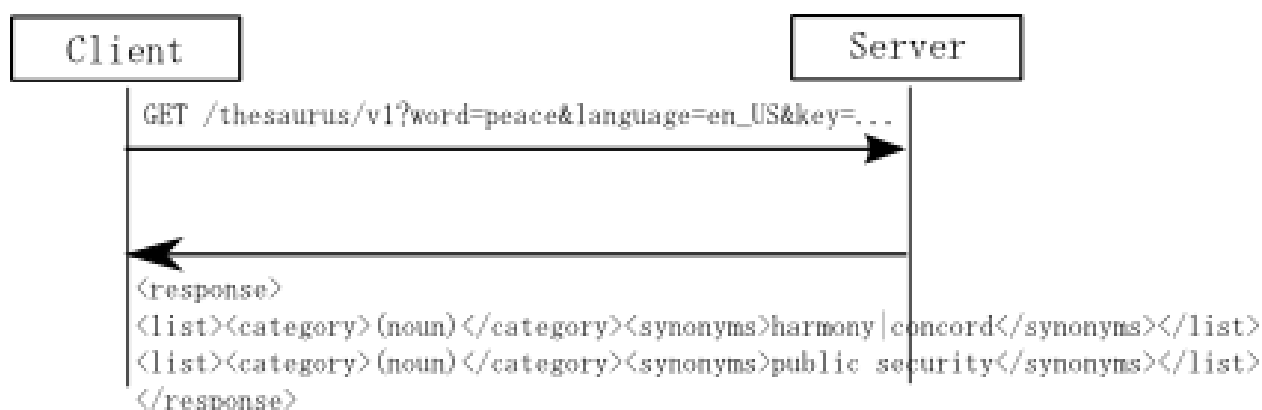 Client
Server
GET /thesaurus/v1?word=peace&language=en_US&key=...
<response>
<list><category>(noun)</category><synonyms>harmony|concord</synonyms></list>
<list><category>(noun)</category><synonyms>public security</synonyms></list>
</response>